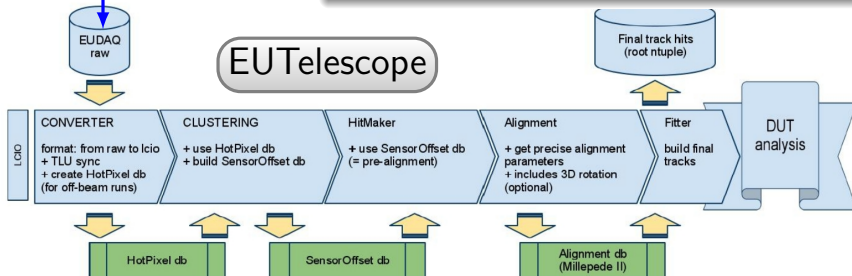 EUDAQ
raw
EUTelescope
Final track hits
(root ntuple)
LCIO
CONVERTER
format: from raw to lcio
+ TLU sync
+ create HotPixel db
(for off-beam runs)
CLUSTERING
+ use HotPixel db
+ build SensorOffset db
HitMaker
+ use SensorOffset db
(= pre-alignment)
Alignment
+ get precise alignment
parameters
+ includes 3D rotation
(optional)
Fitter
build final
tracks
DUT
analysis
HotPixel db
SensorOffset db
Alignment db
(Millepede II)